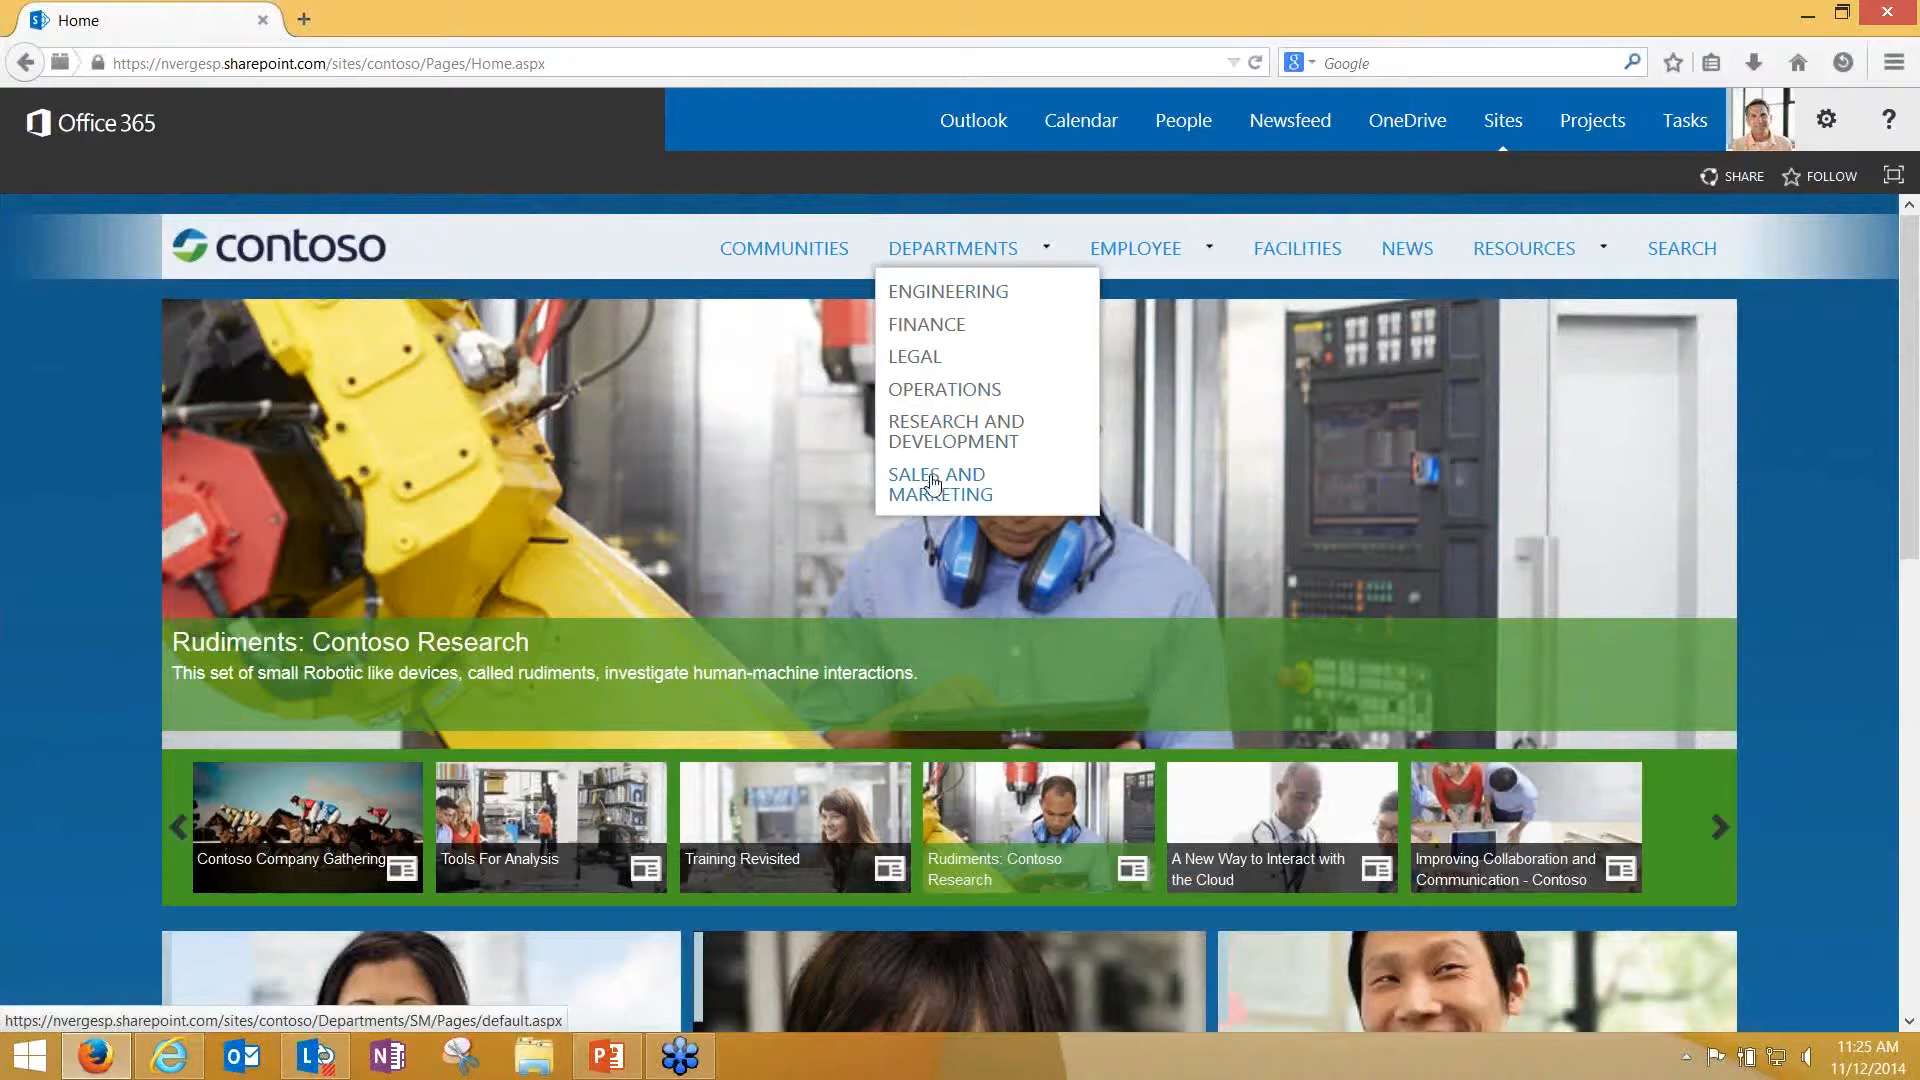 Home
https://nvergesp.sharepoint.com/sites/contoso/Pages/Home.aspx
Google
Office 365
Outlook
Calendar
People
Newsfeed
OneDrive
Sites
Projects
Tasks
?
SHARE
FOLLOW
contoso
COMMUNITIES
DEPARTMENTS
EMPLOYEE
FACILITIES
NEWS
RESOURCES
SEARCH
ENGINEERING
FINANCE
LEGAL
OPERATIONS
RESEARCH AND
DEVELOPMENT
SALES AND
MARKETING
Rudiments: Contoso Research
This set of small Robotic like devices, called rudiments, investigate human-machine interactions.
Contoso Company Gathering
Tools For Analysis
Training Revisited
Rudiments: Contoso
Research
A New Way to Interact with
the Cloud
Improving Collaboration and
Communication - Contoso
https://nvergesp.sharepoint.com/sites/contoso/Departments/SM/Pages/default.aspx
11:25 AM
11/12/2014